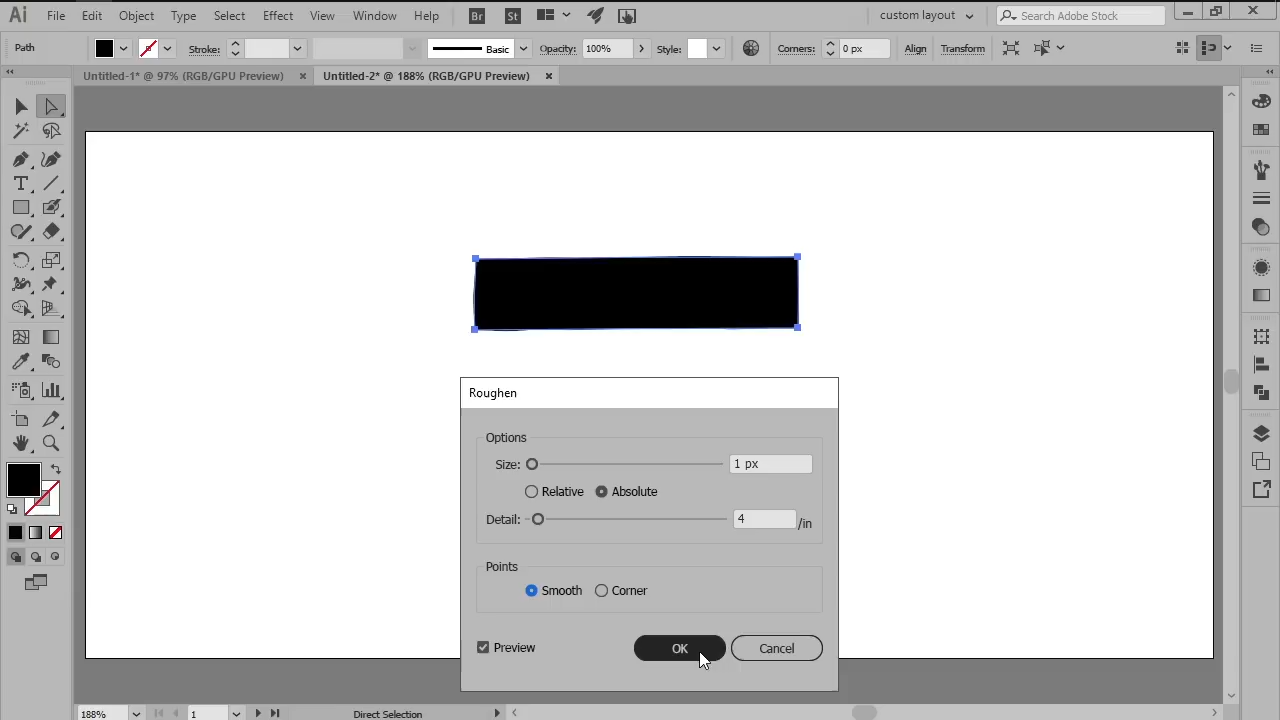 Ai File Edit Object Type Select Effect View Window Help Br St custom layout Search Adobe Stock
Path Stroke: Basic Opacity: 100% Style: Corners: 0 px Align Transform
Untitled-1* @ 97% (RGB/GPU Preview) Untitled-2* @ 188% (RGB/GPU Preview)
Roughen
Options
Size: 1 px
Relative Absolute
Detail: 4 /in
Points
Smooth Corner
Preview OK Cancel
188% 1 Direct Selection